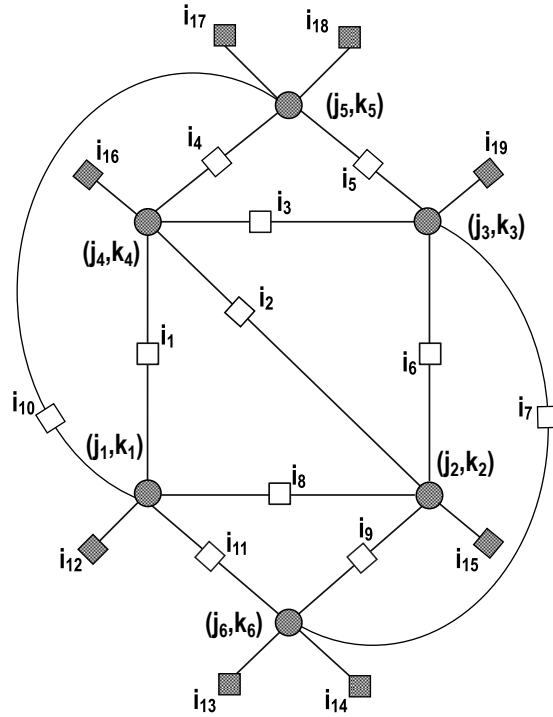 i17 i18
(j5,k5)
i4
i16
i5
i19
i3
(j4,k4)
(j3,k3)
i2
i1
i6
i10
i7
(j1,k1)
(j2,k2)
i8
i11
i9
i12
i15
(j6,k6)
i13
i14